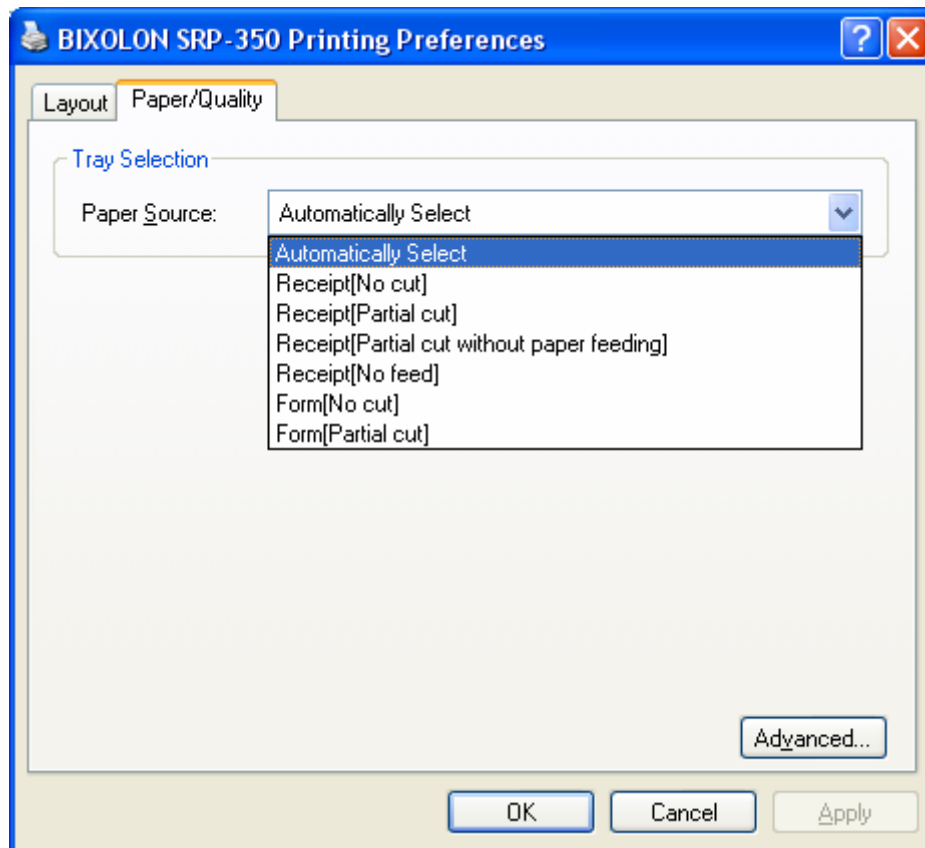 BIXOLON SRP-350 Printing Preferences
Layout Paper/Quality
Tray Selection
Paper Source: Automatically Select
Automatically Select
Receipt[No cut]
Receipt[Partial cut]
Receipt[Partial cut without paper feeding]
Receipt[No feed]
Form[No cut]
Form[Partial cut]
Advanced...
OK Cancel Apply